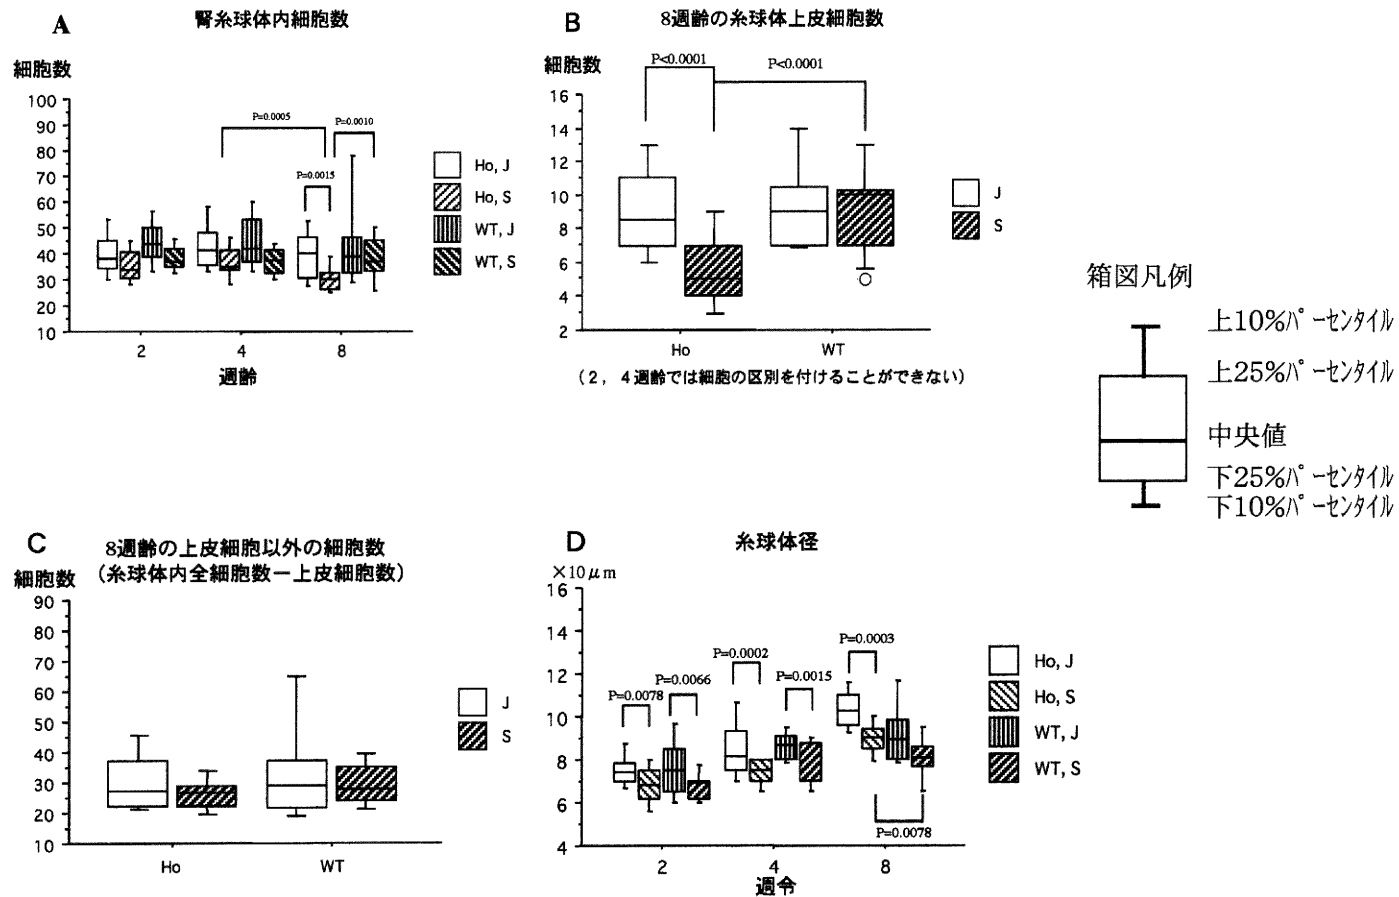 A
腎糸球体内細胞数
細胞数
100
90
80
70
60
50
40
30
20
10
P=0.0005
P=0.0010
P=0.0015
2
4
8
週齢
Ho, J
Ho, S
WT, J
WT, S
B
8週齢の糸球体上皮細胞数
細胞数
P<0.0001
P<0.0001
16
14
12
10
8
6
4
2
Ho
WT
J
S
(2,4週齢では細胞の区別を付けることができない)
箱図凡例
上10%パーセンタイル
上25%パーセンタイル
中央値
下25%パーセンタイル
下10%パーセンタイル
C
8週齢の上皮細胞以外の細胞数
(糸球体内全細胞数ー上皮細胞数)
細胞数
90
80
70
60
50
40
30
20
10
Ho
WT
J
S
D
糸球体径
×10μm
16
14
12
10
8
6
4
P=0.0078
P=0.0066
P=0.0002
P=0.0015
P=0.0003
P=0.0078
2
4
8
週令
Ho, J
Ho, S
WT, J
WT, S